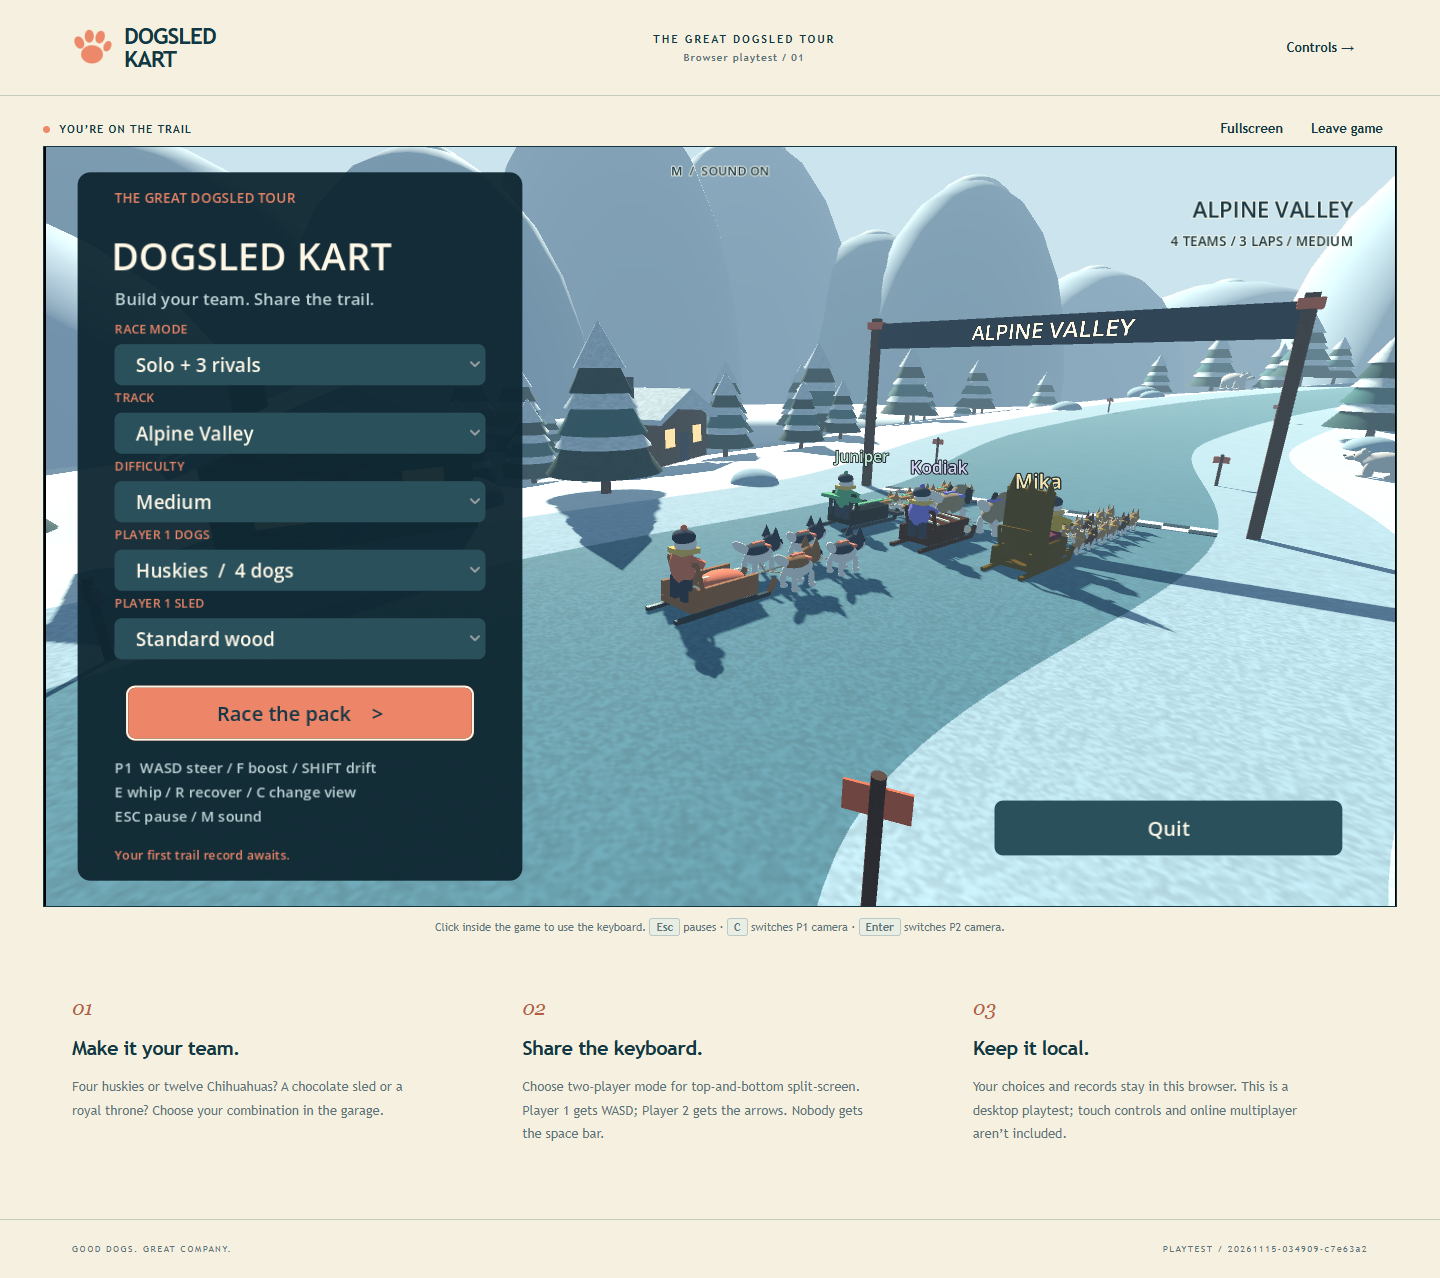 DOGSLED
KART
THE GREAT DOGSLED TOUR
Browser playtest / 01
Controls →
YOU'RE ON THE TRAIL
Fullscreen
Leave game
M / SOUND ON
THE GREAT DOGSLED TOUR
DOGSLED KART
Build your team. Share the trail.
RACE MODE
Solo + 3 rivals
TRACK
Alpine Valley
DIFFICULTY
Medium
PLAYER 1 DOGS
Huskies / 4 dogs
PLAYER 1 SLED
Standard wood
Race the pack >
P1 WASD steer / F boost / SHIFT drift
E whip / R recover / C change view
ESC pause / M sound
Your first trail record awaits.
ALPINE VALLEY
4 TEAMS / 3 LAPS / MEDIUM
ALPINE VALLEY
Juniper
Kodiak
Mika
Quit
Click inside the game to use the keyboard. Esc pauses · C switches P1 camera · Enter switches P2 camera.
01
Make it your team.
Four huskies or twelve Chihuahuas? A chocolate sled or a
royal throne? Choose your combination in the garage.
02
Share the keyboard.
Choose two-player mode for top-and-bottom split-screen.
Player 1 gets WASD; Player 2 gets the arrows. Nobody gets
the space bar.
03
Keep it local.
Your choices and records stay in this browser. This is a
desktop playtest; touch controls and online multiplayer
aren't included.
GOOD DOGS. GREAT COMPANY.
PLAYTEST / 20261115-034909-c7e63a2